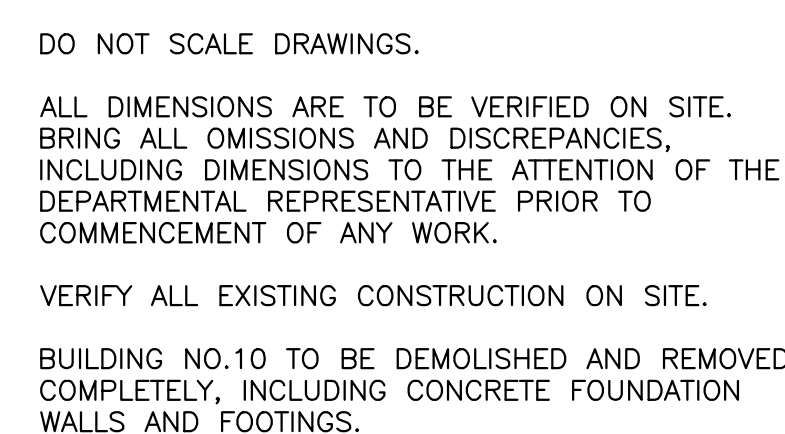 DO NOT SCALE DRAWINGS.
ALL DIMENSIONS ARE TO BE VERIFIED ON SITE.
BRING ALL OMISSIONS AND DISCREPANCIES,
INCLUDING DIMENSIONS TO THE ATTENTION OF THE
DEPARTMENTAL REPRESENTATIVE PRIOR TO
COMMENCEMENT OF ANY WORK.
VERIFY ALL EXISTING CONSTRUCTION ON SITE.
BUILDING NO.10 TO BE DEMOLISHED AND REMOVED
COMPLETELY, INCLUDING CONCRETE FOUNDATION
WALLS AND FOOTINGS.